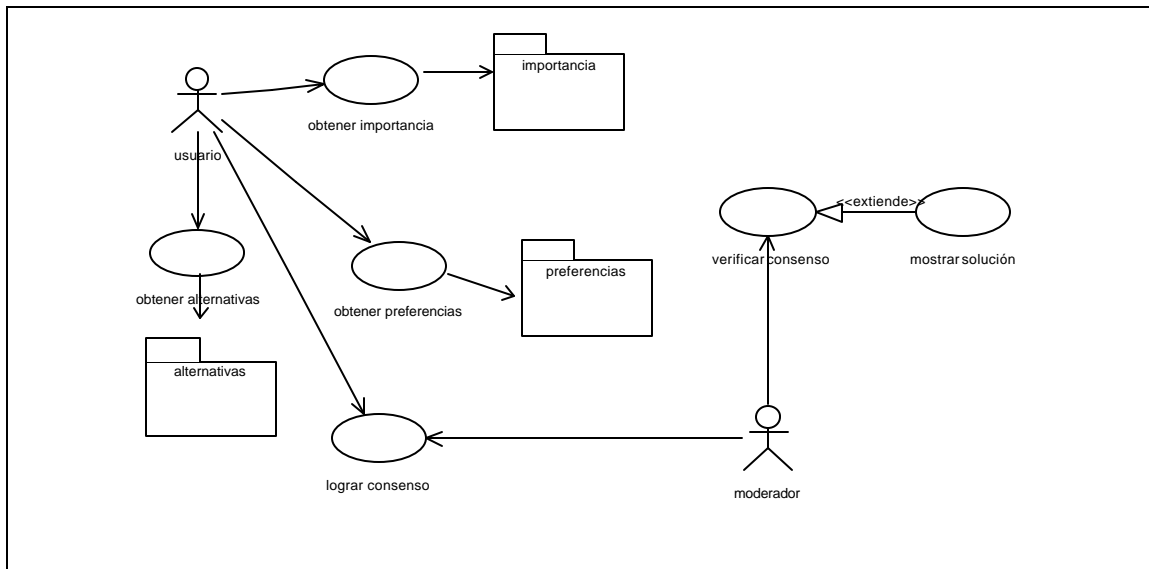 importancia
obtener importancia
usuario
<<extiende>>
verificar consenso
mostrar solución
preferencias
obtener alternativas
obtener preferencias
alternativas
lograr consenso
moderador